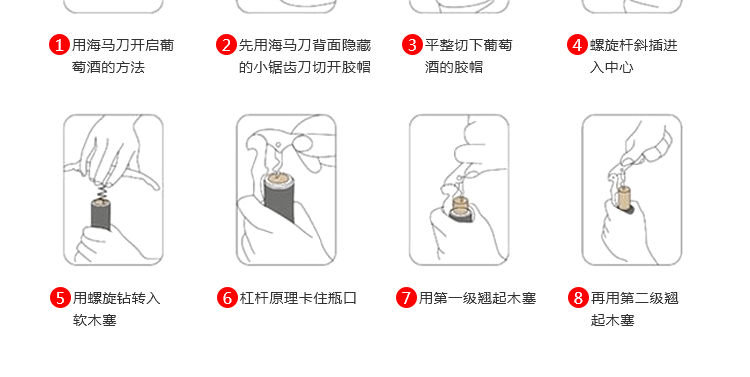 1 用海马刀开启葡
萄酒的方法
2 先用海马刀背面隐藏
的小锯齿刀切开胶帽
3 平整切下葡萄
酒的胶帽
4 螺旋杆斜插进
入中心
5 用螺旋钻转入
软木塞
6 杠杆原理卡住瓶口
7 用第一级翘起木塞
8 再用第二级翘
起木塞